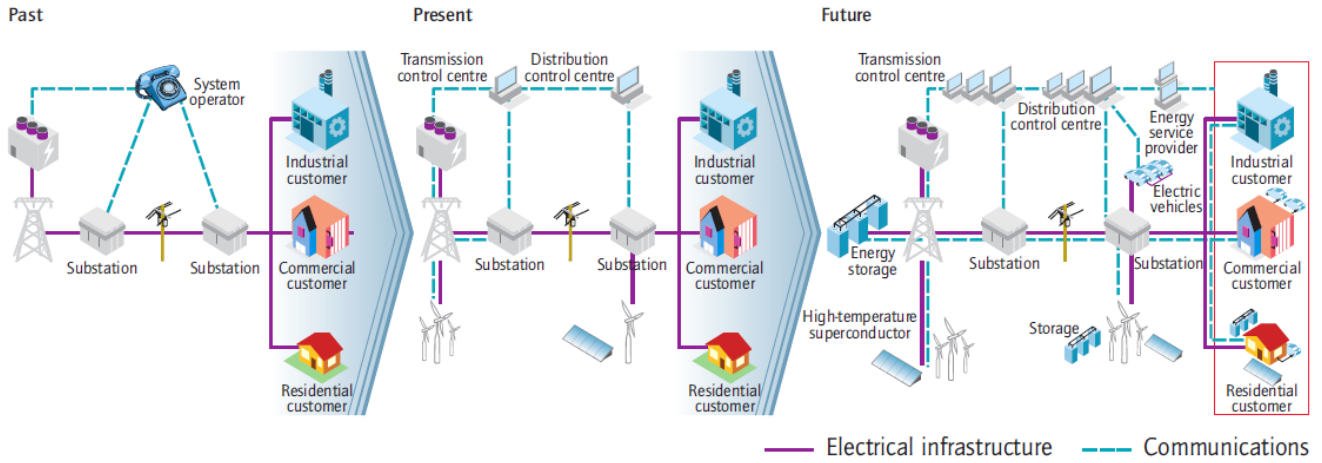 Past
System
operator
Substation
Substation
Industrial
customer
Commercial
customer
Residential
customer
Present
Transmission
control centre
Distribution
control centre
Substation
Substation
Industrial
customer
Commercial
customer
Residential
customer
Future
Transmission
control centre
Distribution
control centre
Energy
service
provider
Electric
vehicles
Energy
storage
Substation
Substation
High-temperature
superconductor
Storage
Industrial
customer
Commercial
customer
Residential
customer
Electrical infrastructure
Communications